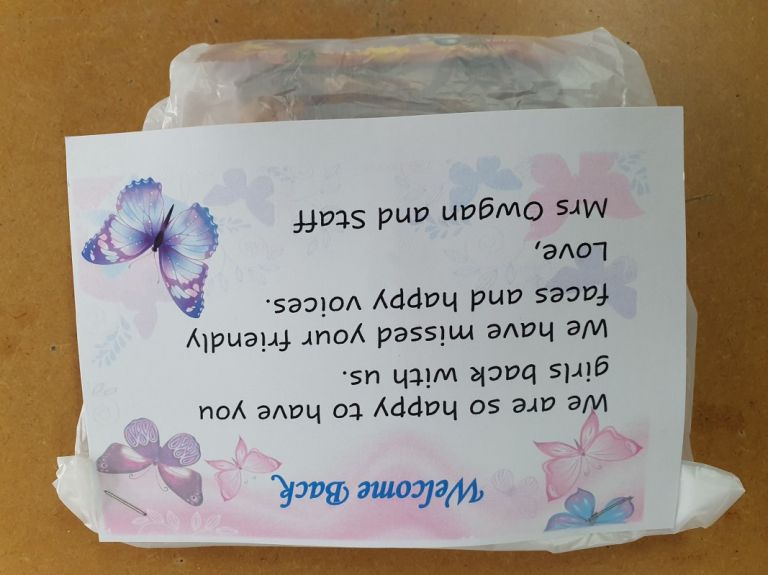 Welcome Back
We are so happy to have you
girls back with us.
We have missed your friendly
faces and happy voices.
Love,
Mrs Owgan and Staff